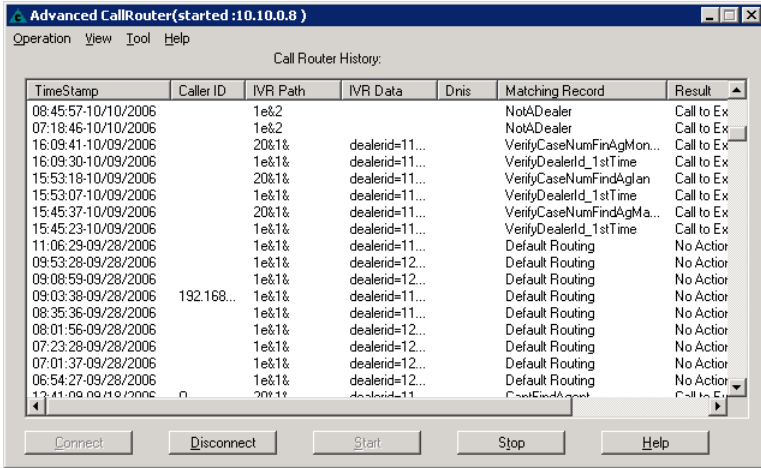 Advanced CallRouter(started :10.10.0.8 )
Operation View Tool Help
Call Router History:
TimeStamp Caller ID IVR Path IVR Data Dnis Matching Record Result
08:45:57-10/10/2006 1e&2 NotADealer Call to Ex
07:18:46-10/10/2006 1e&2 NotADealer Call to Ex
16:09:41-10/09/2006 20&1& dealerid=11... VerifyCaseNumFinAgMon... Call to Ex
16:09:30-10/09/2006 1e&1& dealerid=11... VerifyDealerId_1stTime Call to Ex
15:53:18-10/09/2006 20&1& dealerid=11... VerifyCaseNumFindAgIan Call to Ex
15:53:07-10/09/2006 1e&1& dealerid=11... VerifyDealerId_1stTime Call to Ex
15:45:37-10/09/2006 20&1& dealerid=11... VerifyCaseNumFindAgMa... Call to Ex
15:45:23-10/09/2006 1e&1& dealerid=11... VerifyDealerId_1stTime Call to Ex
11:06:29-09/28/2006 1e&1& dealerid=11... Default Routing No Action
09:53:28-09/28/2006 1e&1& dealerid=12... Default Routing No Action
09:08:59-09/28/2006 1e&1& dealerid=12... Default Routing No Action
09:03:38-09/28/2006 192.168... 1e&1& dealerid=11... Default Routing No Action
08:35:36-09/28/2006 1e&1& dealerid=11... Default Routing No Action
08:01:56-09/28/2006 1e&1& dealerid=12... Default Routing No Action
07:23:28-09/28/2006 1e&1& dealerid=12... Default Routing No Action
07:01:37-09/28/2006 1e&1& dealerid=12... Default Routing No Action
06:54:27-09/28/2006 1e&1& dealerid=12... Default Routing No Action
12:41:09-09/18/2006 20&1& dealerid=11... CantFindAgent Call to Ex
Connect Disconnect Start Stop Help